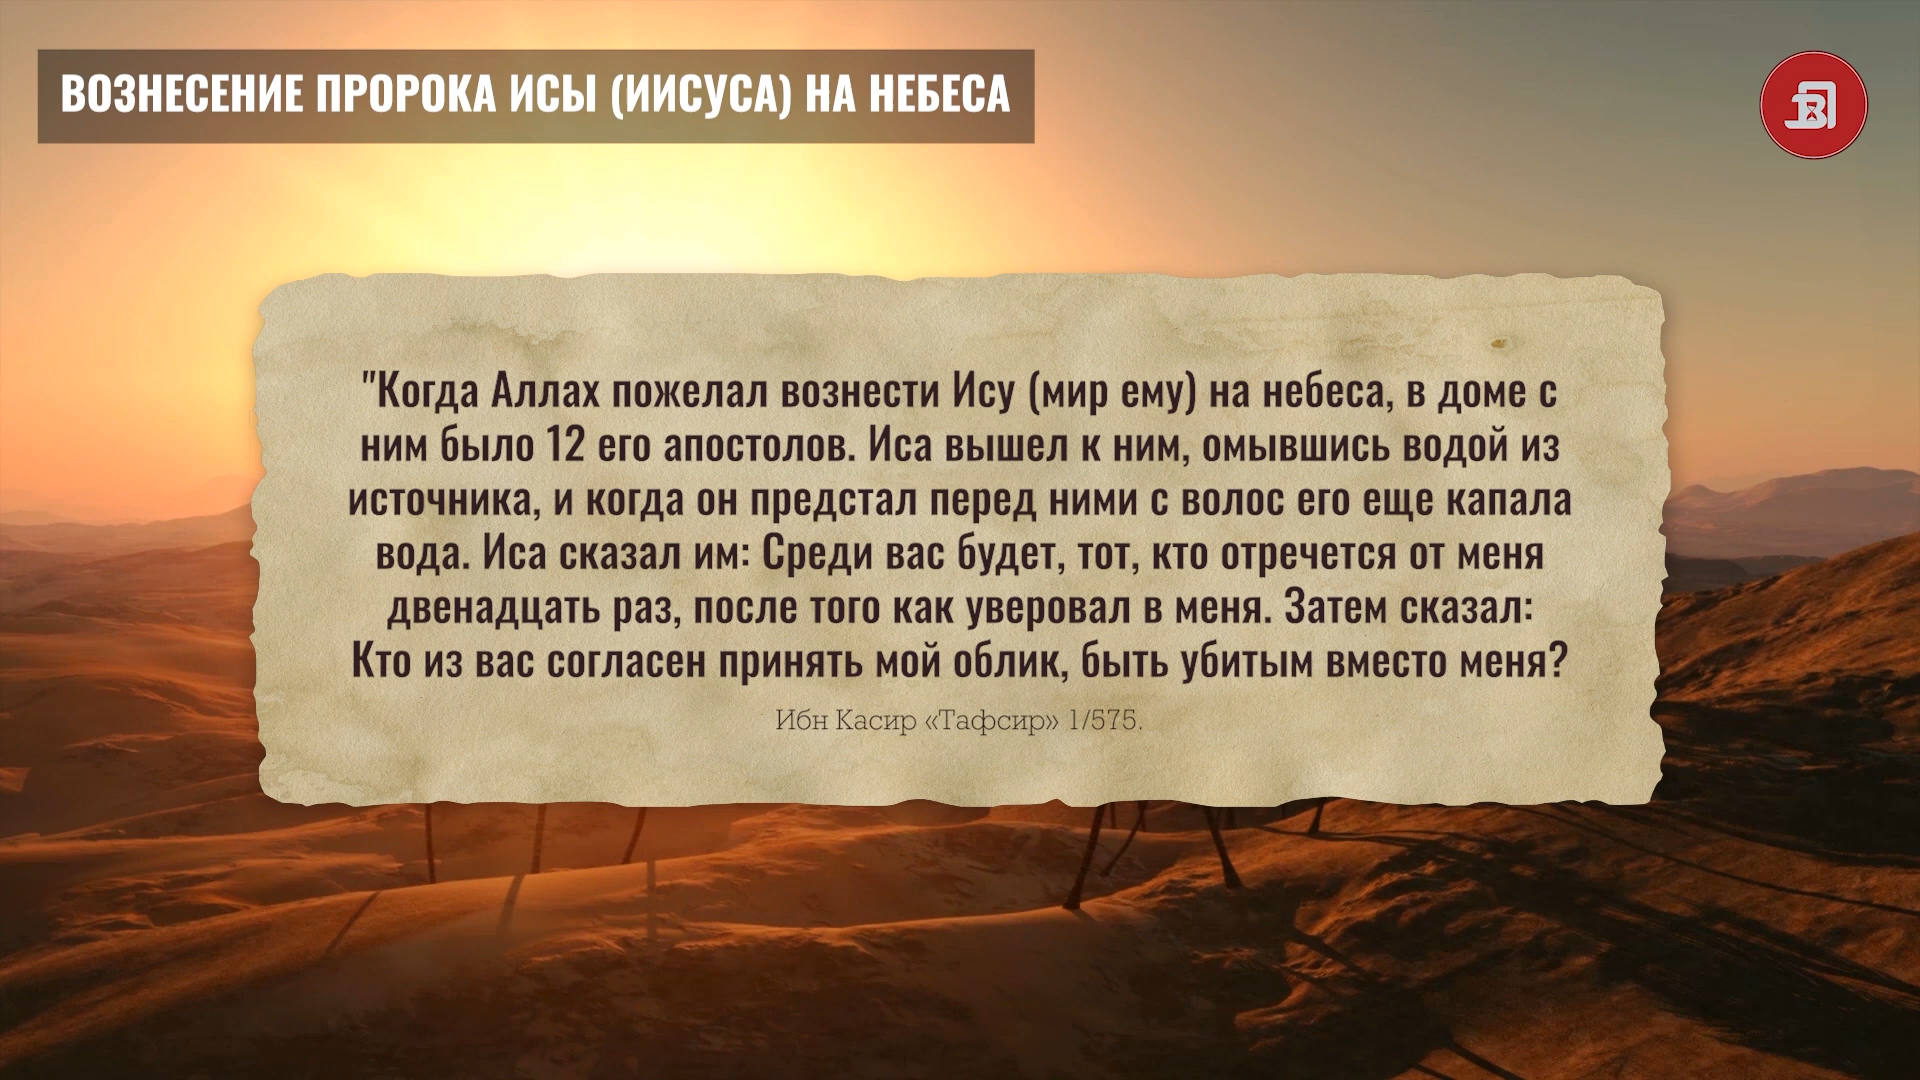 ВОЗНЕСЕНИЕ ПРОРОКА ИСЫ (ИИСУСА) НА НЕБЕСА
"Когда Аллах пожелал вознести Ису (мир ему) на небеса, в доме с
ним было 12 его апостолов. Иса вышел к ним, омывшись водой из
источника, и когда он предстал перед ними с волос его еще капала
вода. Иса сказал им: Среди вас будет, тот, кто отречется от меня
двенадцать раз, после того как уверовал в меня. Затем сказал:
Кто из вас согласен принять мой облик, быть убитым вместо меня?
Ибн Касир «Тафсир» 1/575.